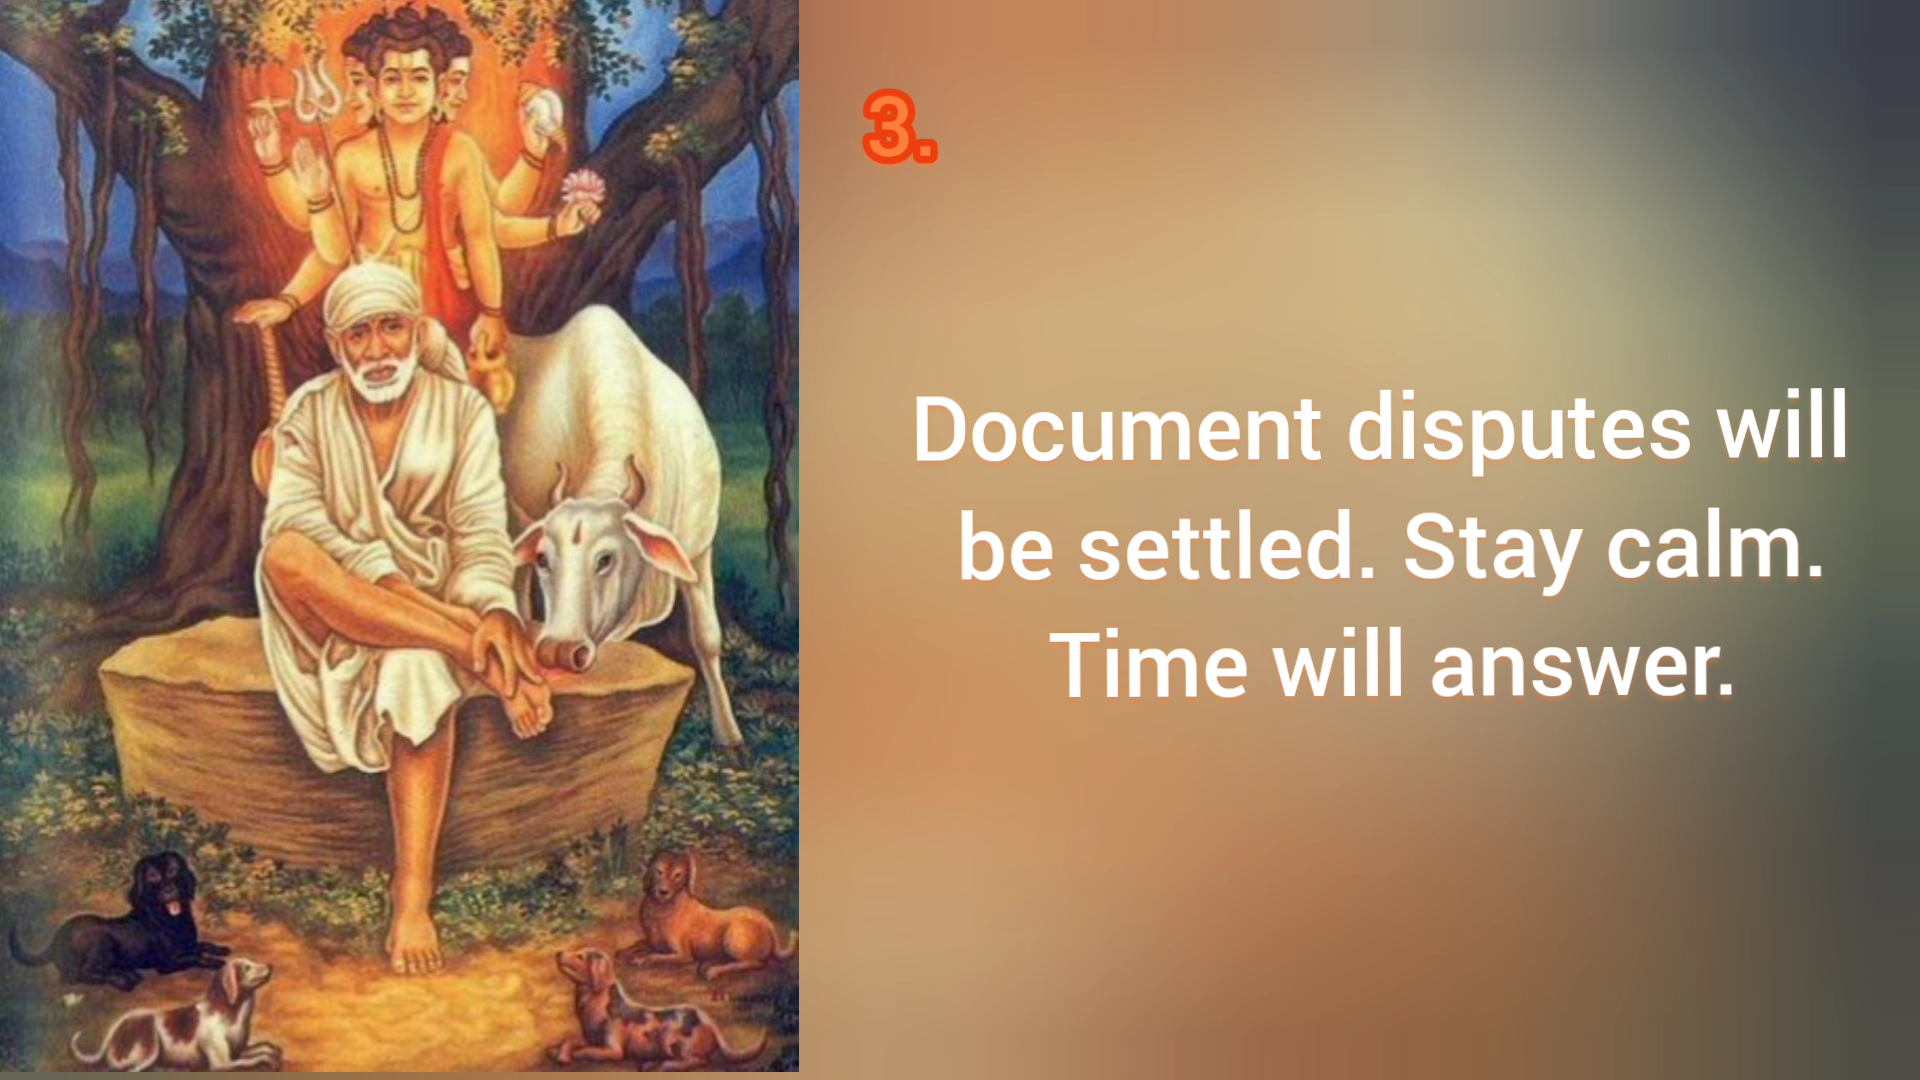 3.
Document disputes will
be settled. Stay calm.
Time will answer.